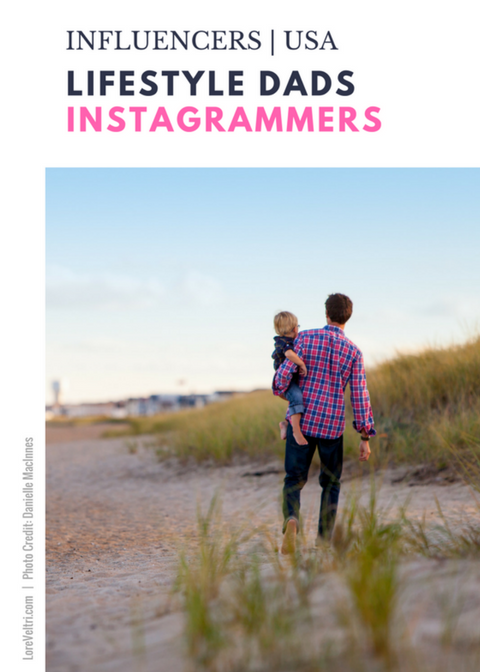 INFLUENCERS | USA
LIFESTYLE DADS
INSTAGRAMMERS
LoreVeltri.com | Photo Credit: Danielle MacInnes